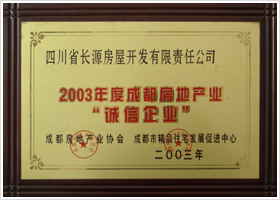 四川省长源房屋开发有限责任公司
2003年度成都房地产业
“诚信企业”
成都房地产业协会 成都市精品住宅发展促进中心
二00三年